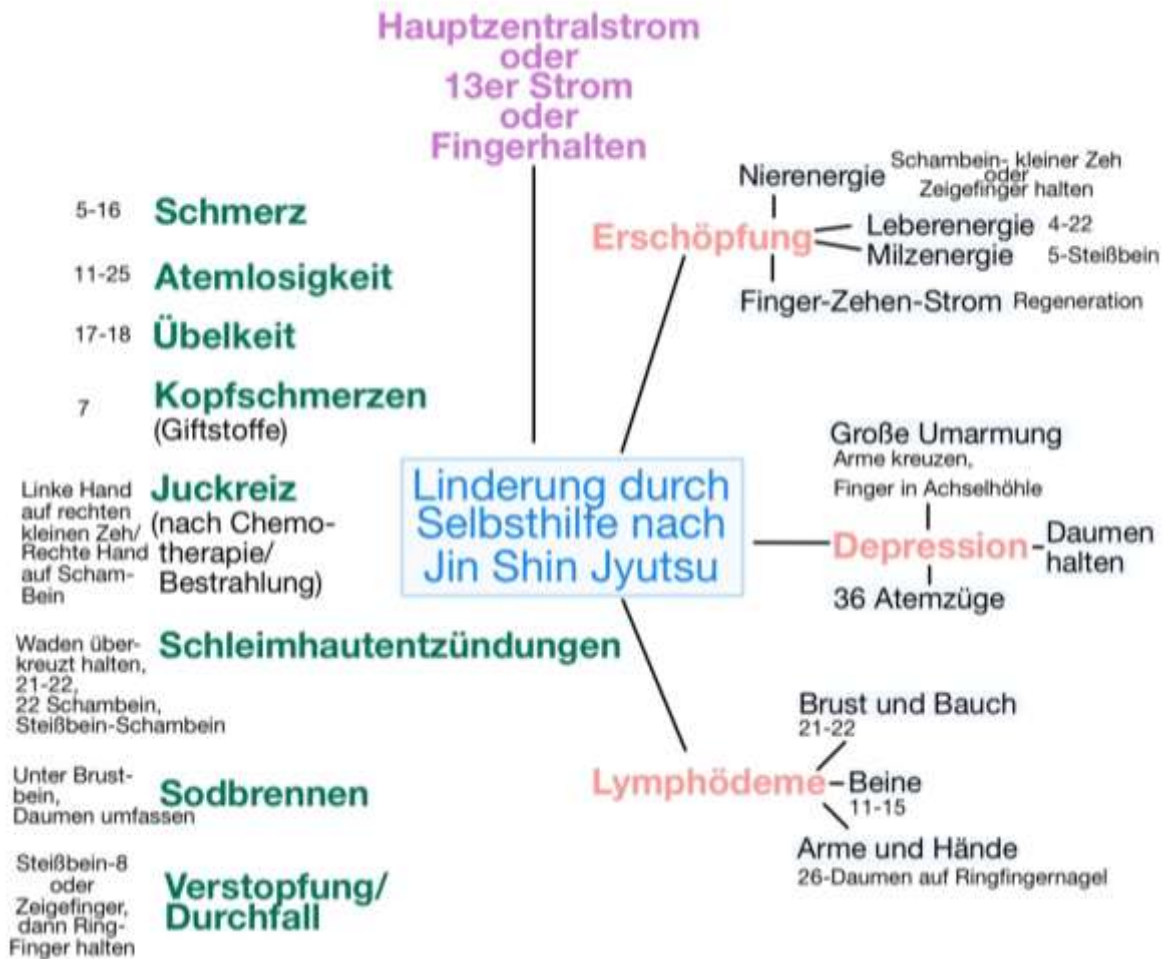 Hauptzentralstrom
oder
13er Strom
oder
Fingerhalten
5-16 Schmerz
11-25 Atemlosigkeit
17-18 Übelkeit
7 Kopfschmerzen
(Giftstoffe)
Linke Hand
auf rechten
kleinen Zeh/
Rechte Hand
auf Scham-
Bein
Juckreiz
(nach Chemo-
therapie/
Bestrahlung)
Waden über-
kreuzt halten,
21-22,
22 Schambein,
Steißbein-Schambein
Schleimhautentzündungen
Unter Brust-
bein,
Daumen umfassen
Sodbrennen
Steißbein-8
oder
Zeigefinger,
dann Ring-
Finger halten
Verstopfung/
Durchfall
Linderung durch
Selbsthilfe nach
Jin Shin Jyutsu
Erschöpfung
Nierenergie
Schambein- kleiner Zeh
oder
Zeigefinger halten
Leberenergie 4-22
Milzenergie 5-Steißbein
Finger-Zehen-Strom Regeneration
Große Umarmung
Arme kreuzen,
Finger in Achselhöhle
Depression
Daumen
halten
36 Atemzüge
Lymphödeme
Brust und Bauch
21-22
Beine
11-15
Arme und Hände
26-Daumen auf Ringfingernagel